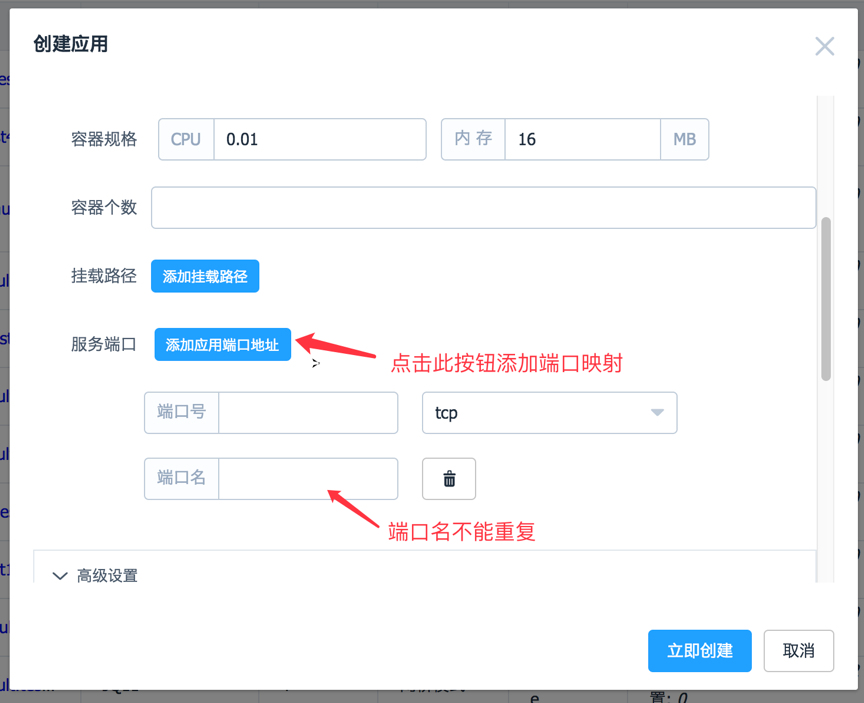 创建应用
容器规格 CPU 0.01 内 存 16 MB
容器个数
挂载路径 添加挂载路径
服务端口 添加应用端口地址
点击此按钮添加端口映射
端口号 tcp
端口名
端口名不能重复
高级设置
立即创建 取消
置: 0